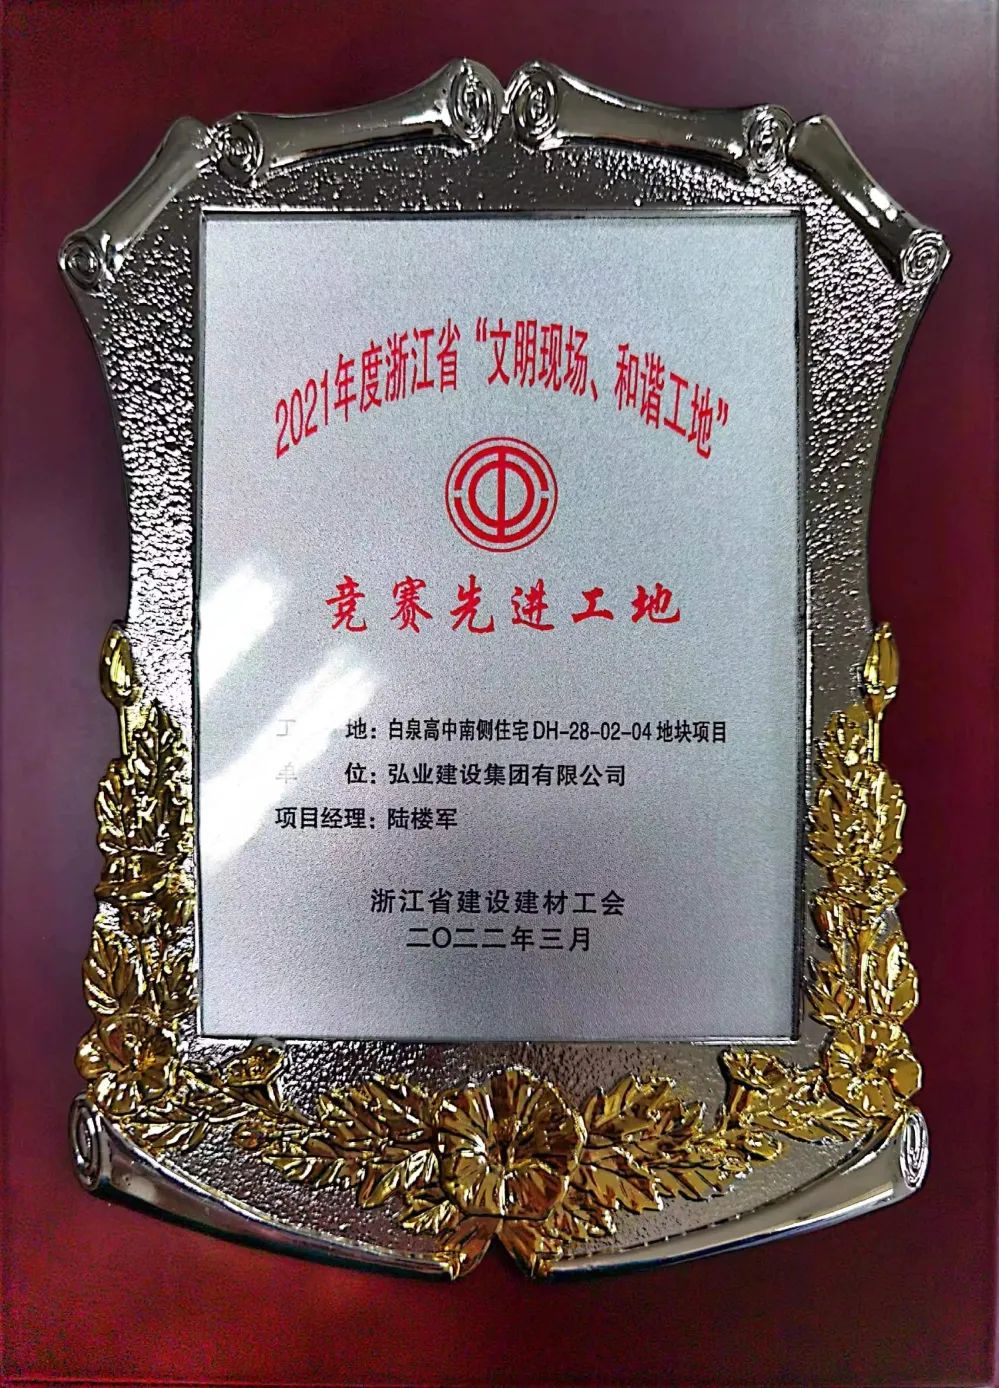 2021年度浙江省“文明现场、和谐工地”
竞赛先进工地
工 地：白泉高中南侧住宅DH-28-02-04地块项目
单 位：弘业建设集团有限公司
项目经理：陆楼军
浙江省建设建材工会
二〇二二年三月